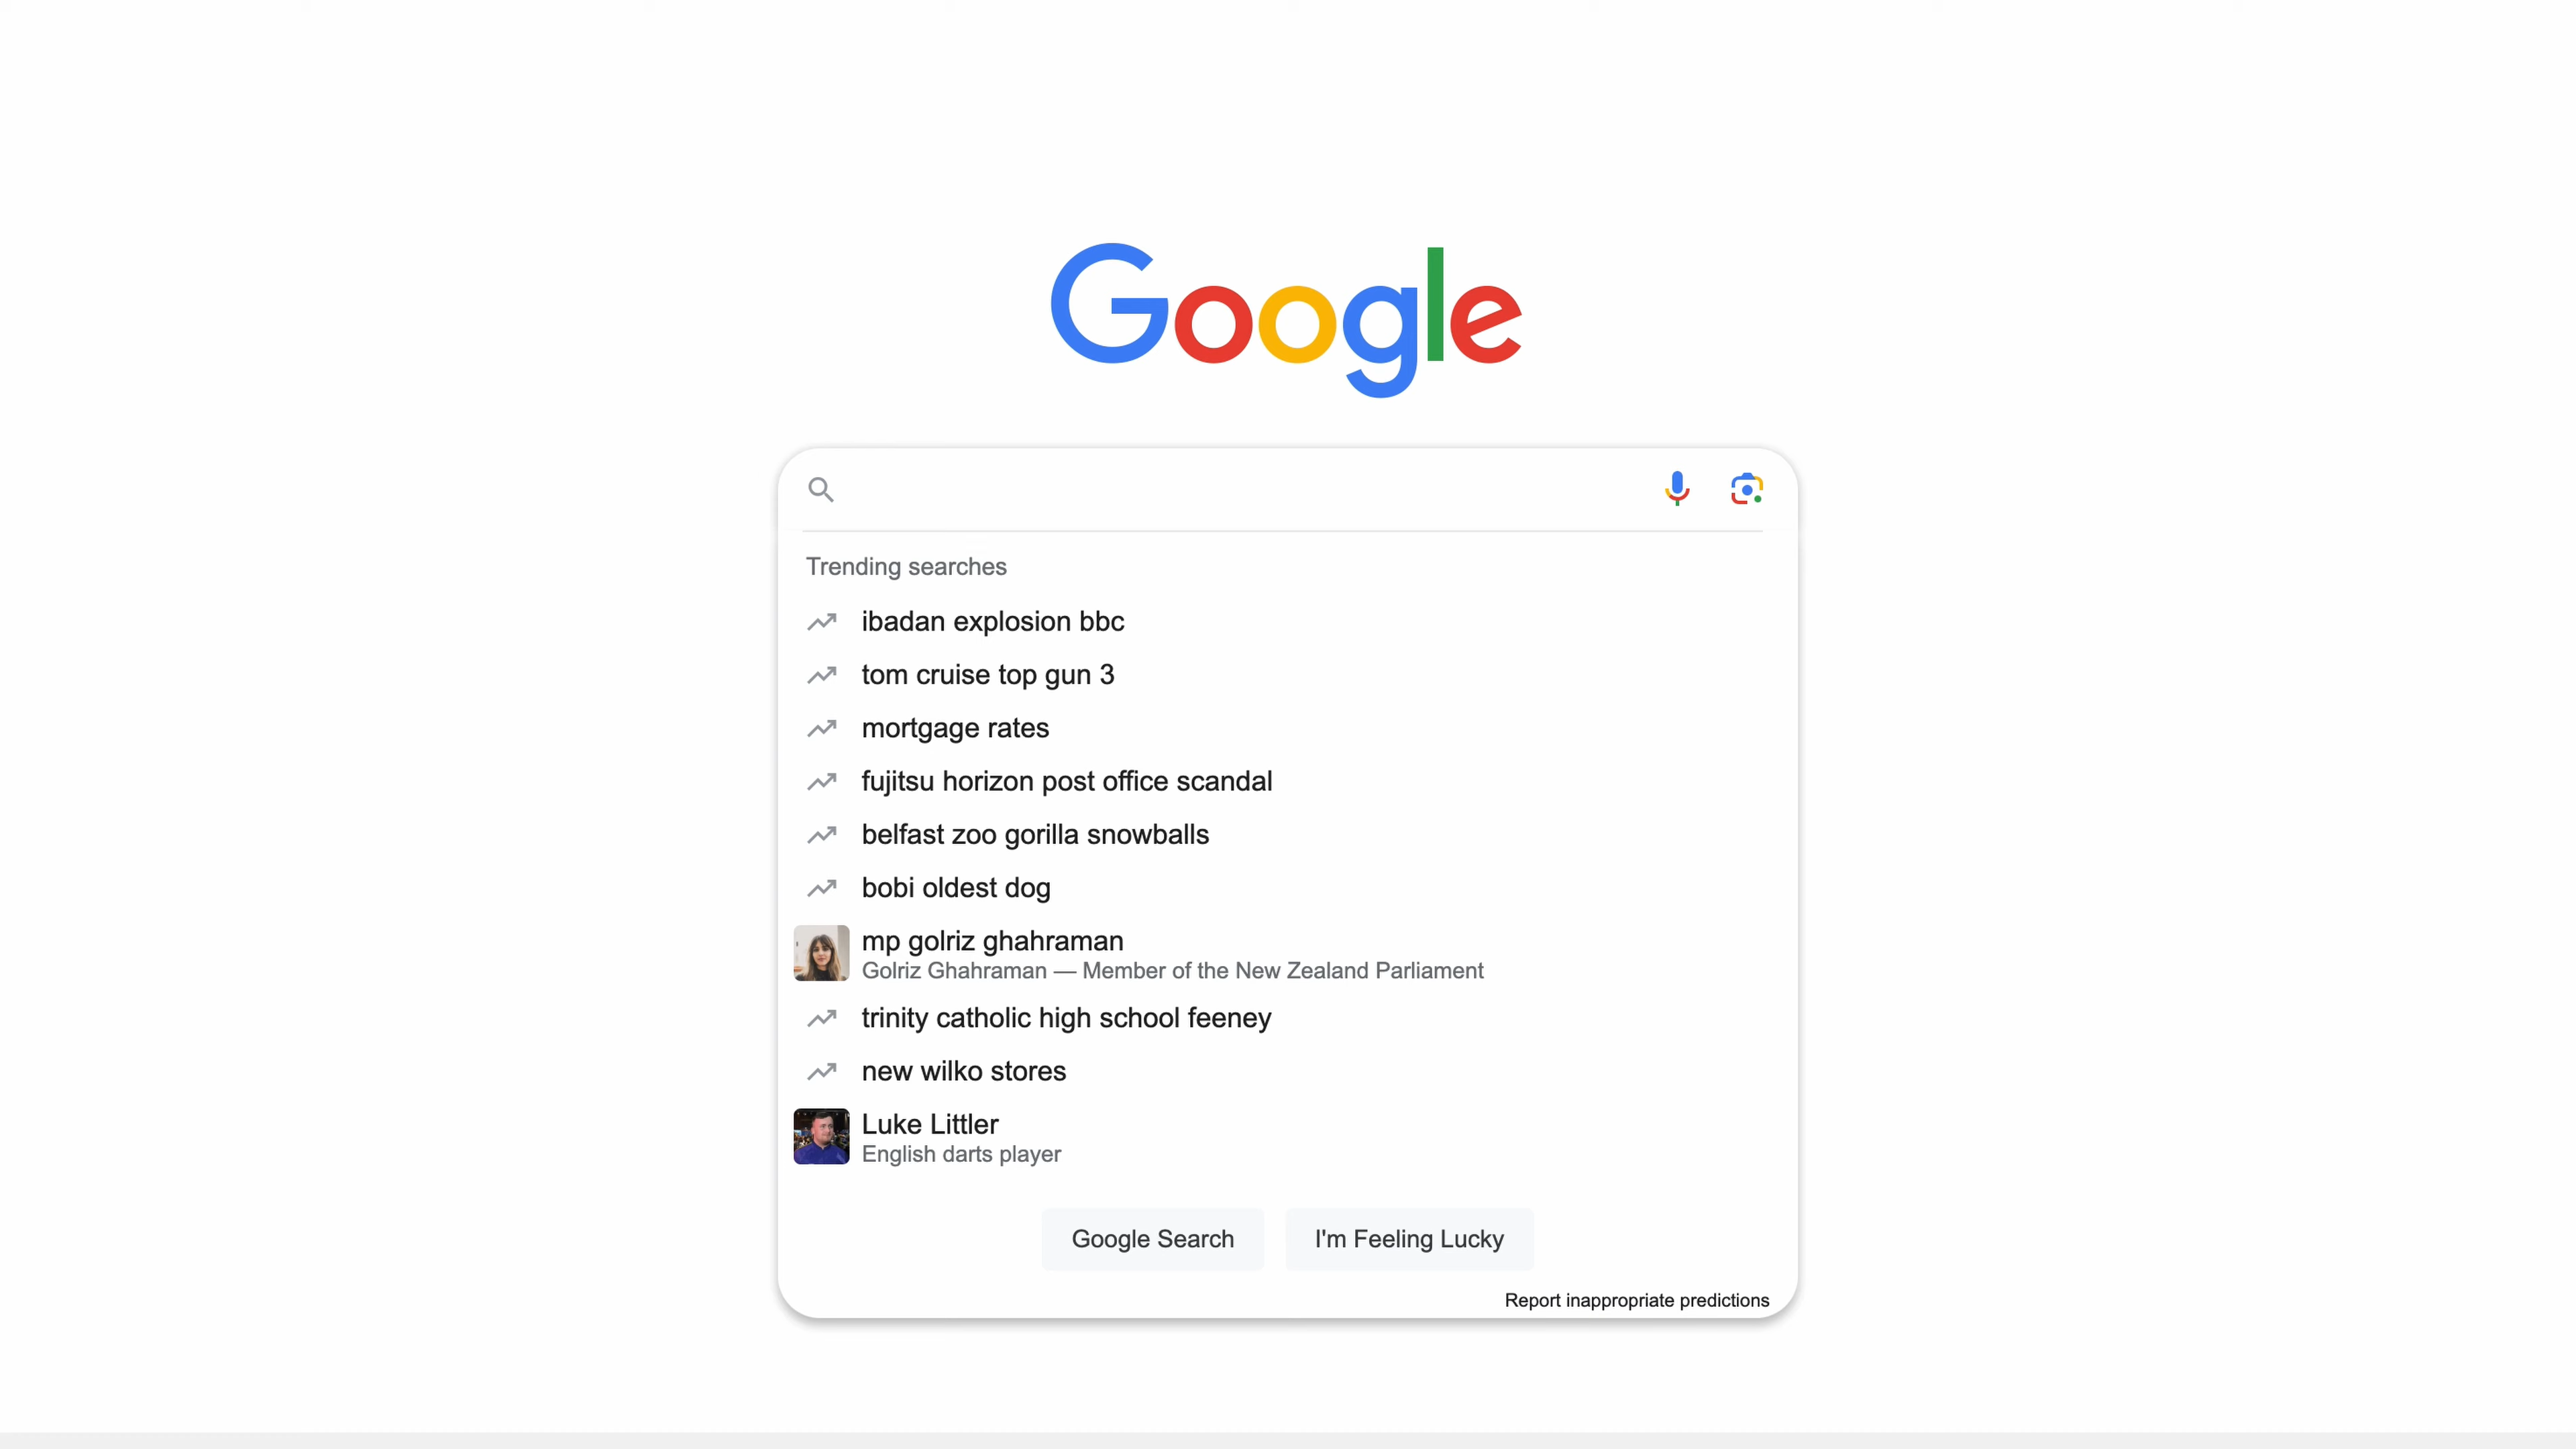 Google
Trending searches
ibadan explosion bbc
tom cruise top gun 3
mortgage rates
fujitsu horizon post office scandal
belfast zoo gorilla snowballs
bobi oldest dog
mp golriz ghahraman
Golriz Ghahraman — Member of the New Zealand Parliament
trinity catholic high school feeney
new wilko stores
Luke Littler
English darts player
Google Search I'm Feeling Lucky
Report inappropriate predictions